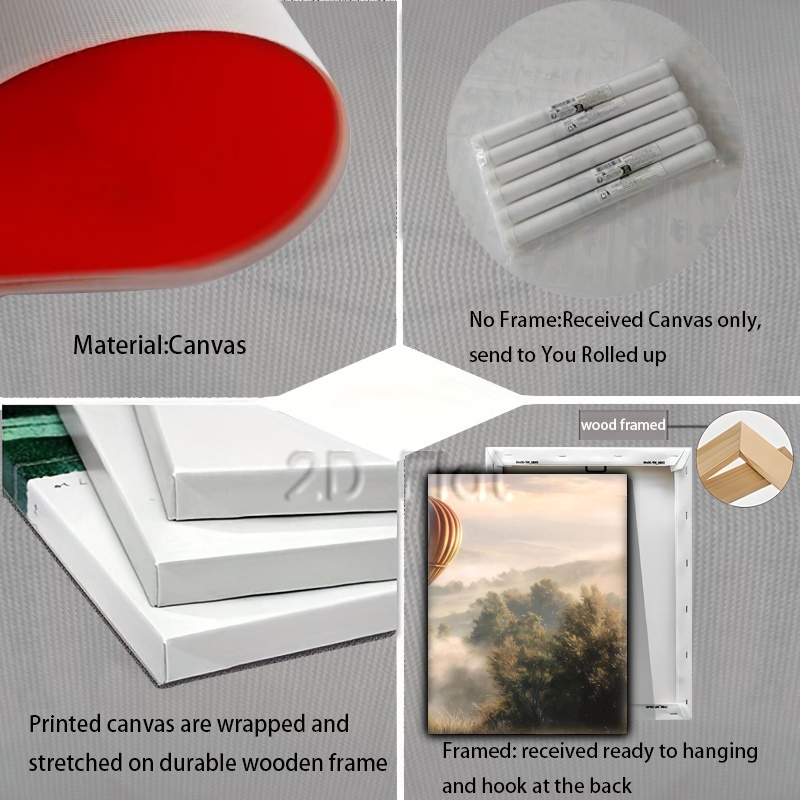 Material:Canvas
No Frame:Received Canvas only,
send to You Rolled up
2D Flat
wood framed
Printed canvas are wrapped and
stretched on durable wooden frame
Framed: received ready to hanging
and hook at the back